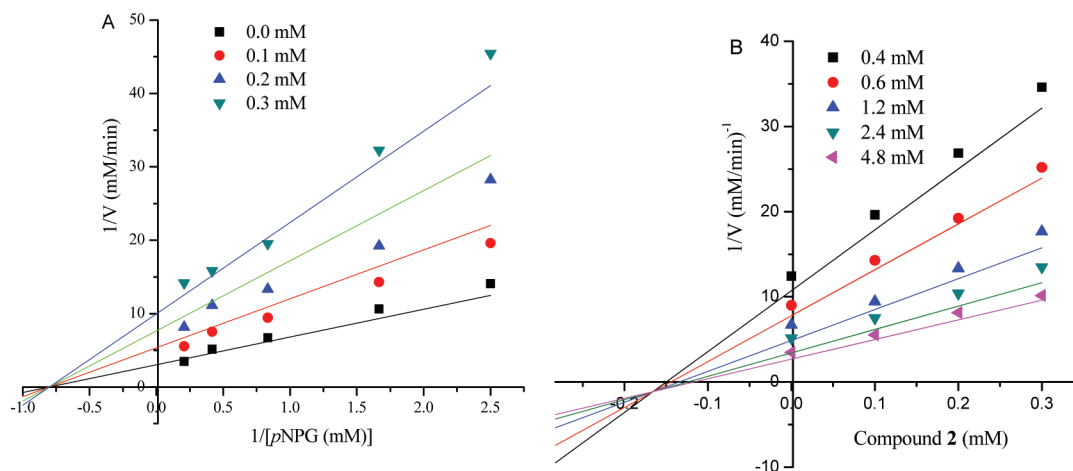 A
0.0 mM
0.1 mM
0.2 mM
0.3 mM
1/V (mM/min)
50
40
30
20
10
0
-1.0
-0.5
0.0
0.5
1.0
1.5
2.0
2.5
1/[pNPG (mM)]
B
0.4 mM
0.6 mM
1.2 mM
2.4 mM
4.8 mM
1/V (mM/min)-1
40
30
20
10
0
-10
-0.2
-0.1
0.0
0.1
0.2
0.3
Compound 2 (mM)